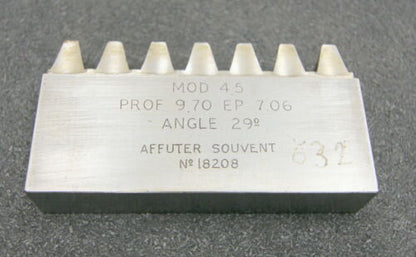 MOD 4.5
PROF 9.70 EP 7.06
ANGLE 29º
AFFUTER SOUVENT
Nº 18208
632